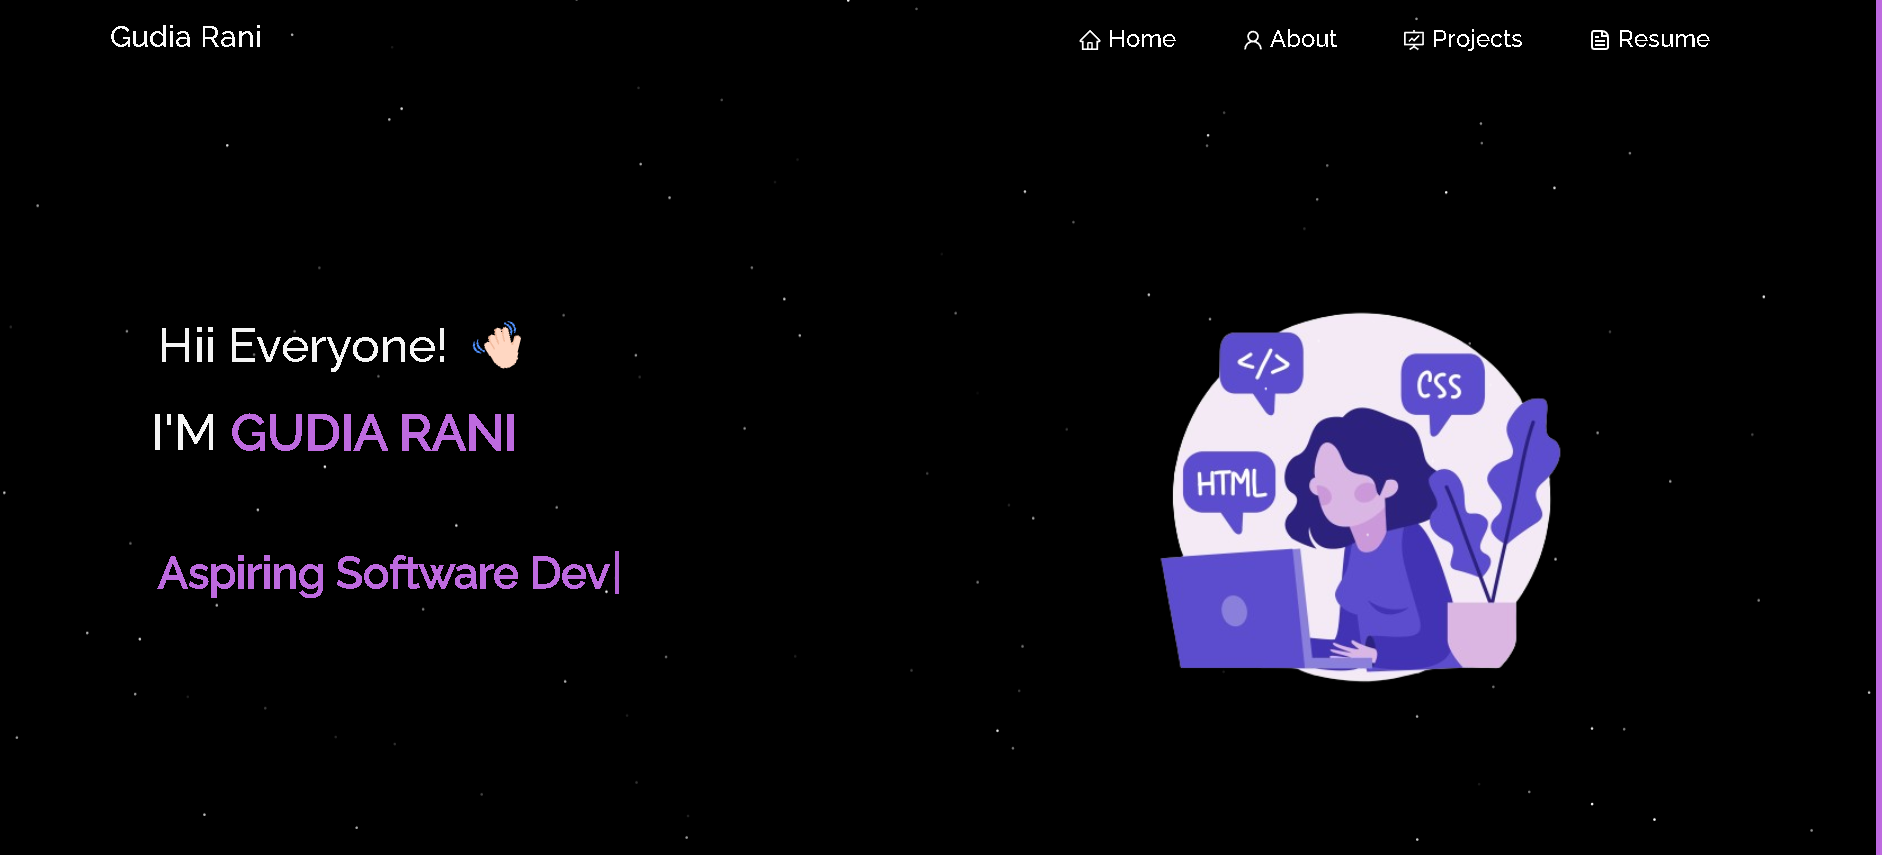 Gudia Rani
Home
About
Projects
Resume
Hii Everyone! 👋🏻
I'M GUDIA RANI
Aspiring Software Dev|
</>
CSS
HTML